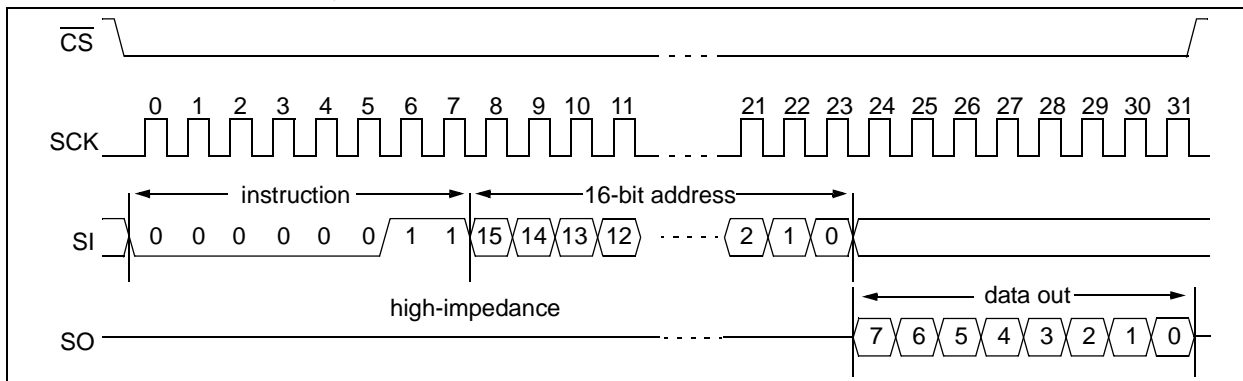 CS
0 1 2 3 4 5 6 7 8 9 10 11 21 22 23 24 25 26 27 28 29 30 31
SCK
instruction 16-bit address
SI 0 0 0 0 0 0 1 1 15 14 13 12 2 1 0
high-impedance data out
SO 7 6 5 4 3 2 1 0